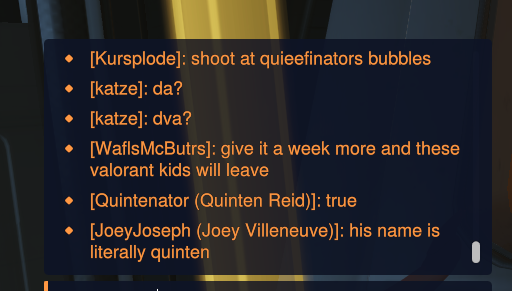 [Kursplode]: shoot at quieefinators bubbles
[katze]: da?
[katze]: dva?
[WaflsMcButrs]: give it a week more and these
valorant kids will leave
[Quintenator (Quinten Reid)]: true
[JoeyJoseph (Joey Villeneuve)]: his name is
literally quinten